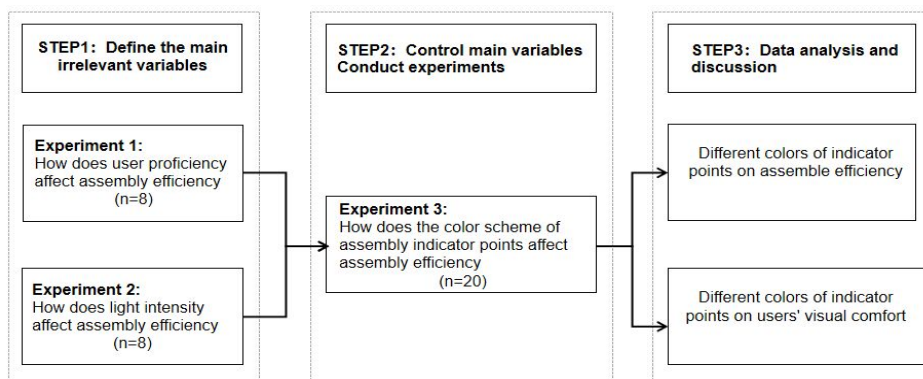 STEP1: Define the main
irrelevant variables
Experiment 1:
How does user proficiency
affect assembly efficiency
(n=8)
Experiment 2:
How does light intensity
affect assembly efficiency
(n=8)
STEP2: Control main variables
Conduct experiments
Experiment 3:
How does the color scheme of
assembly indicator points affect
assembly efficiency
(n=20)
STEP3: Data analysis and
discussion
Different colors of indicator
points on assemble efficiency
Different colors of indicator
points on users' visual comfort